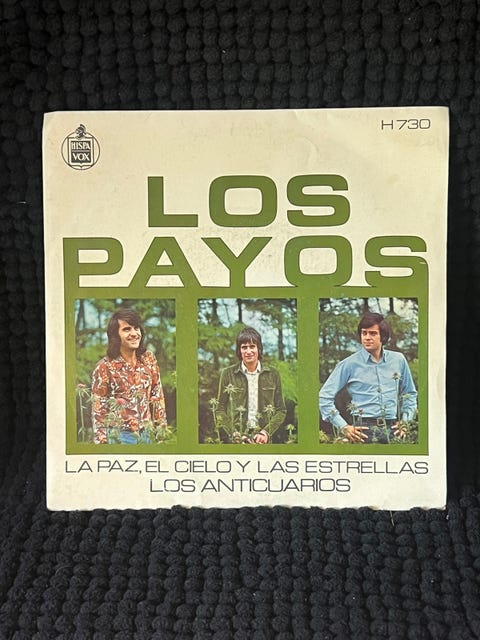 H 730
HISPA
VOX
LOS
PAYOS
LA PAZ, EL CIELO Y LAS ESTRELLAS
LOS ANTICUARIOS